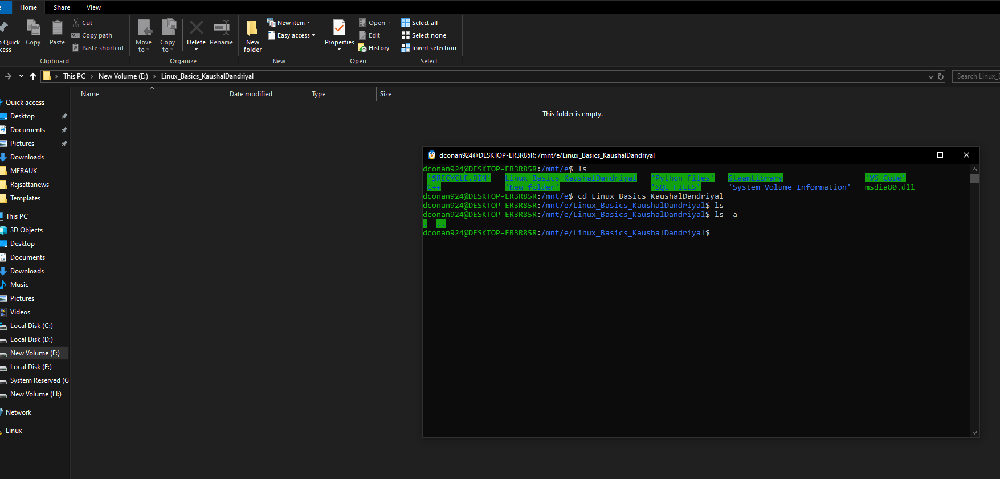 Home Share View
Cut
Copy path
Paste shortcut
Quick
Copy
Paste
Clipboard
Move to
Copy to
Delete
Rename
Organize
New folder
New item
Easy access
New
Properties
Open
Edit
History
Open
Select all
Select none
Invert selection
Select
This PC > New Volume (E:) > Linux_Basics_KaushalDandriyal
Search Linux_
Name Date modified Type Size
This folder is empty.
Quick access
Desktop
Documents
Pictures
Downloads
MERAUK
Rajsattanews
Templates
This PC
3D Objects
Desktop
Documents
Downloads
Music
Pictures
Videos
Local Disk (C:)
Local Disk (D:)
New Volume (E:)
Local Disk (F:)
System Reserved (G
New Volume (H:)
Network
Linux
dconan924@DESKTOP-ER3R85R: /mnt/e/Linux_Basics_KaushalDandriyal
dconan924@DESKTOP-ER3R85R:/mnt/e$ ls
'$RECYCLE.BIN' Linux_Basics_KaushalDandriyal 'Python Files' SteamLibrary 'VS Code'
C++ 'New folder' 'SQL FILES' 'System Volume Information' msdia80.dll
dconan924@DESKTOP-ER3R85R:/mnt/e$ cd Linux_Basics_KaushalDandriyal
dconan924@DESKTOP-ER3R85R:/mnt/e/Linux_Basics_KaushalDandriyal$ ls
dconan924@DESKTOP-ER3R85R:/mnt/e/Linux_Basics_KaushalDandriyal$ ls -a
. ..
dconan924@DESKTOP-ER3R85R:/mnt/e/Linux_Basics_KaushalDandriyal$